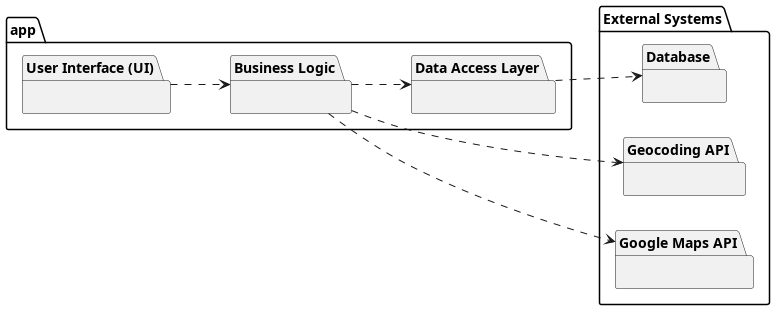 app
User Interface (UI)
Business Logic
Data Access Layer
External Systems
Database
Geocoding API
Google Maps API